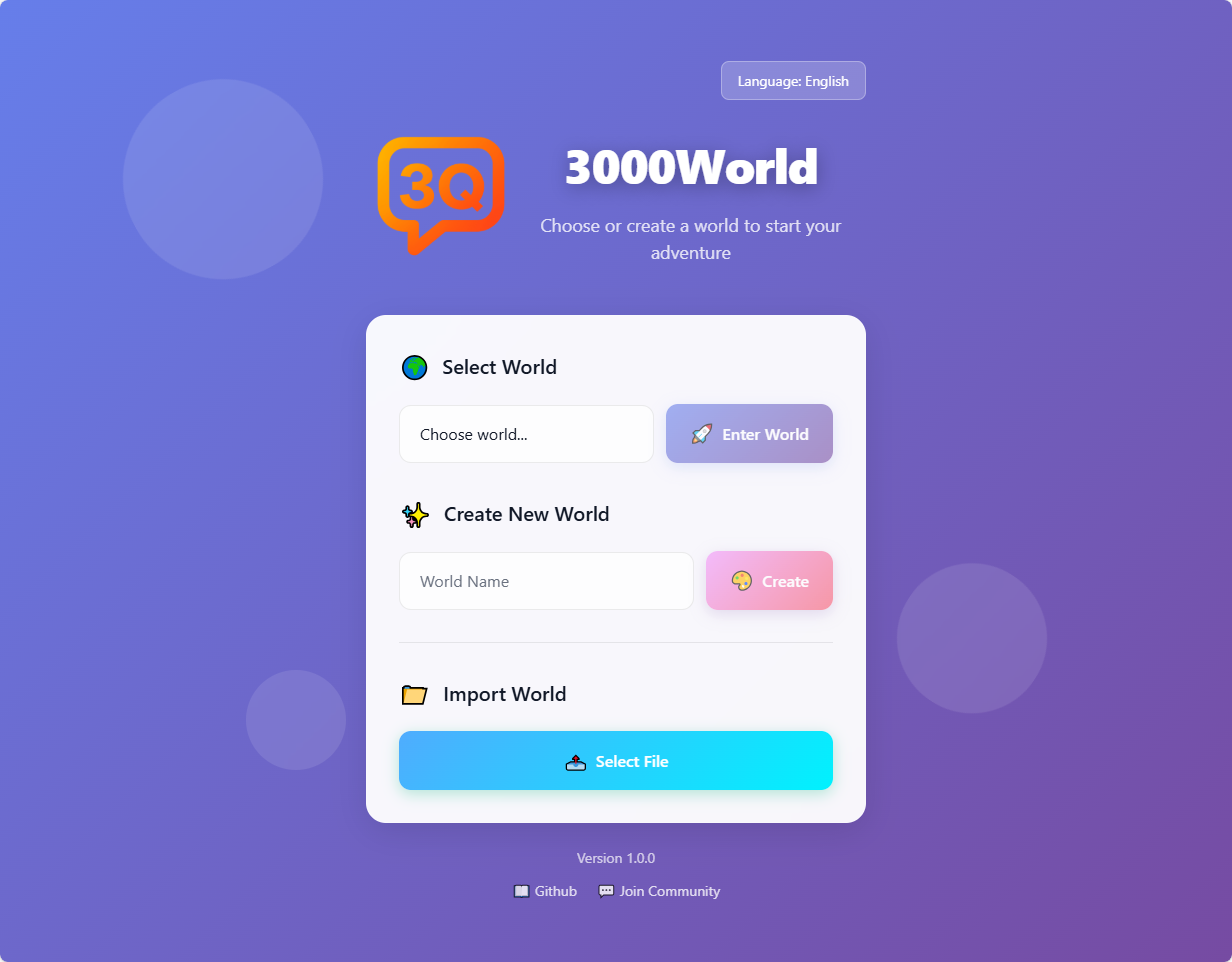 Language: English
3Q
3000World
Choose or create a world to start your
adventure
Select World
Choose world...
Enter World
Create New World
World Name
Create
Import World
Select File
Version 1.0.0
Github
Join Community